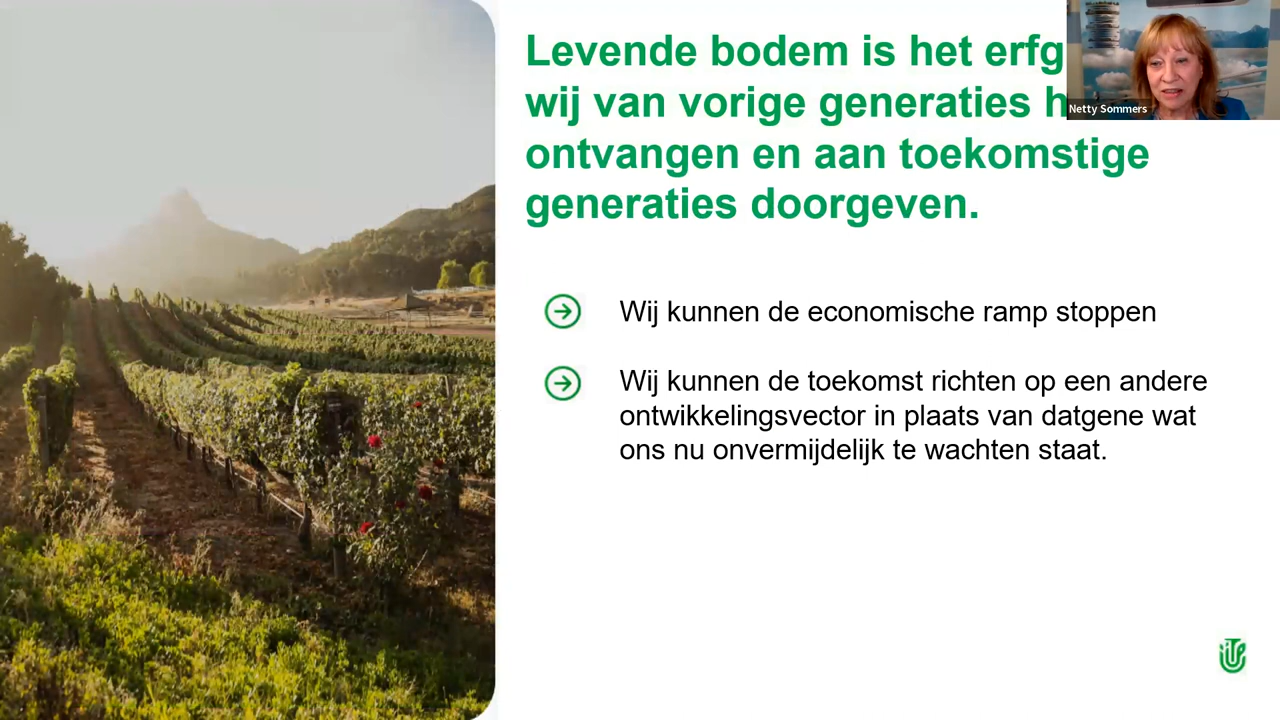 Levende bodem is het
wij van vorige generaties
ontvangen en aan toekomstige
generaties doorgeven.
Netty Sommers
Wij kunnen de economische ramp stoppen
Wij kunnen de toekomst richten op een andere
ontwikkelingsvector in plaats van datgene wat
ons nu onvermijdelijk te wachten staat.